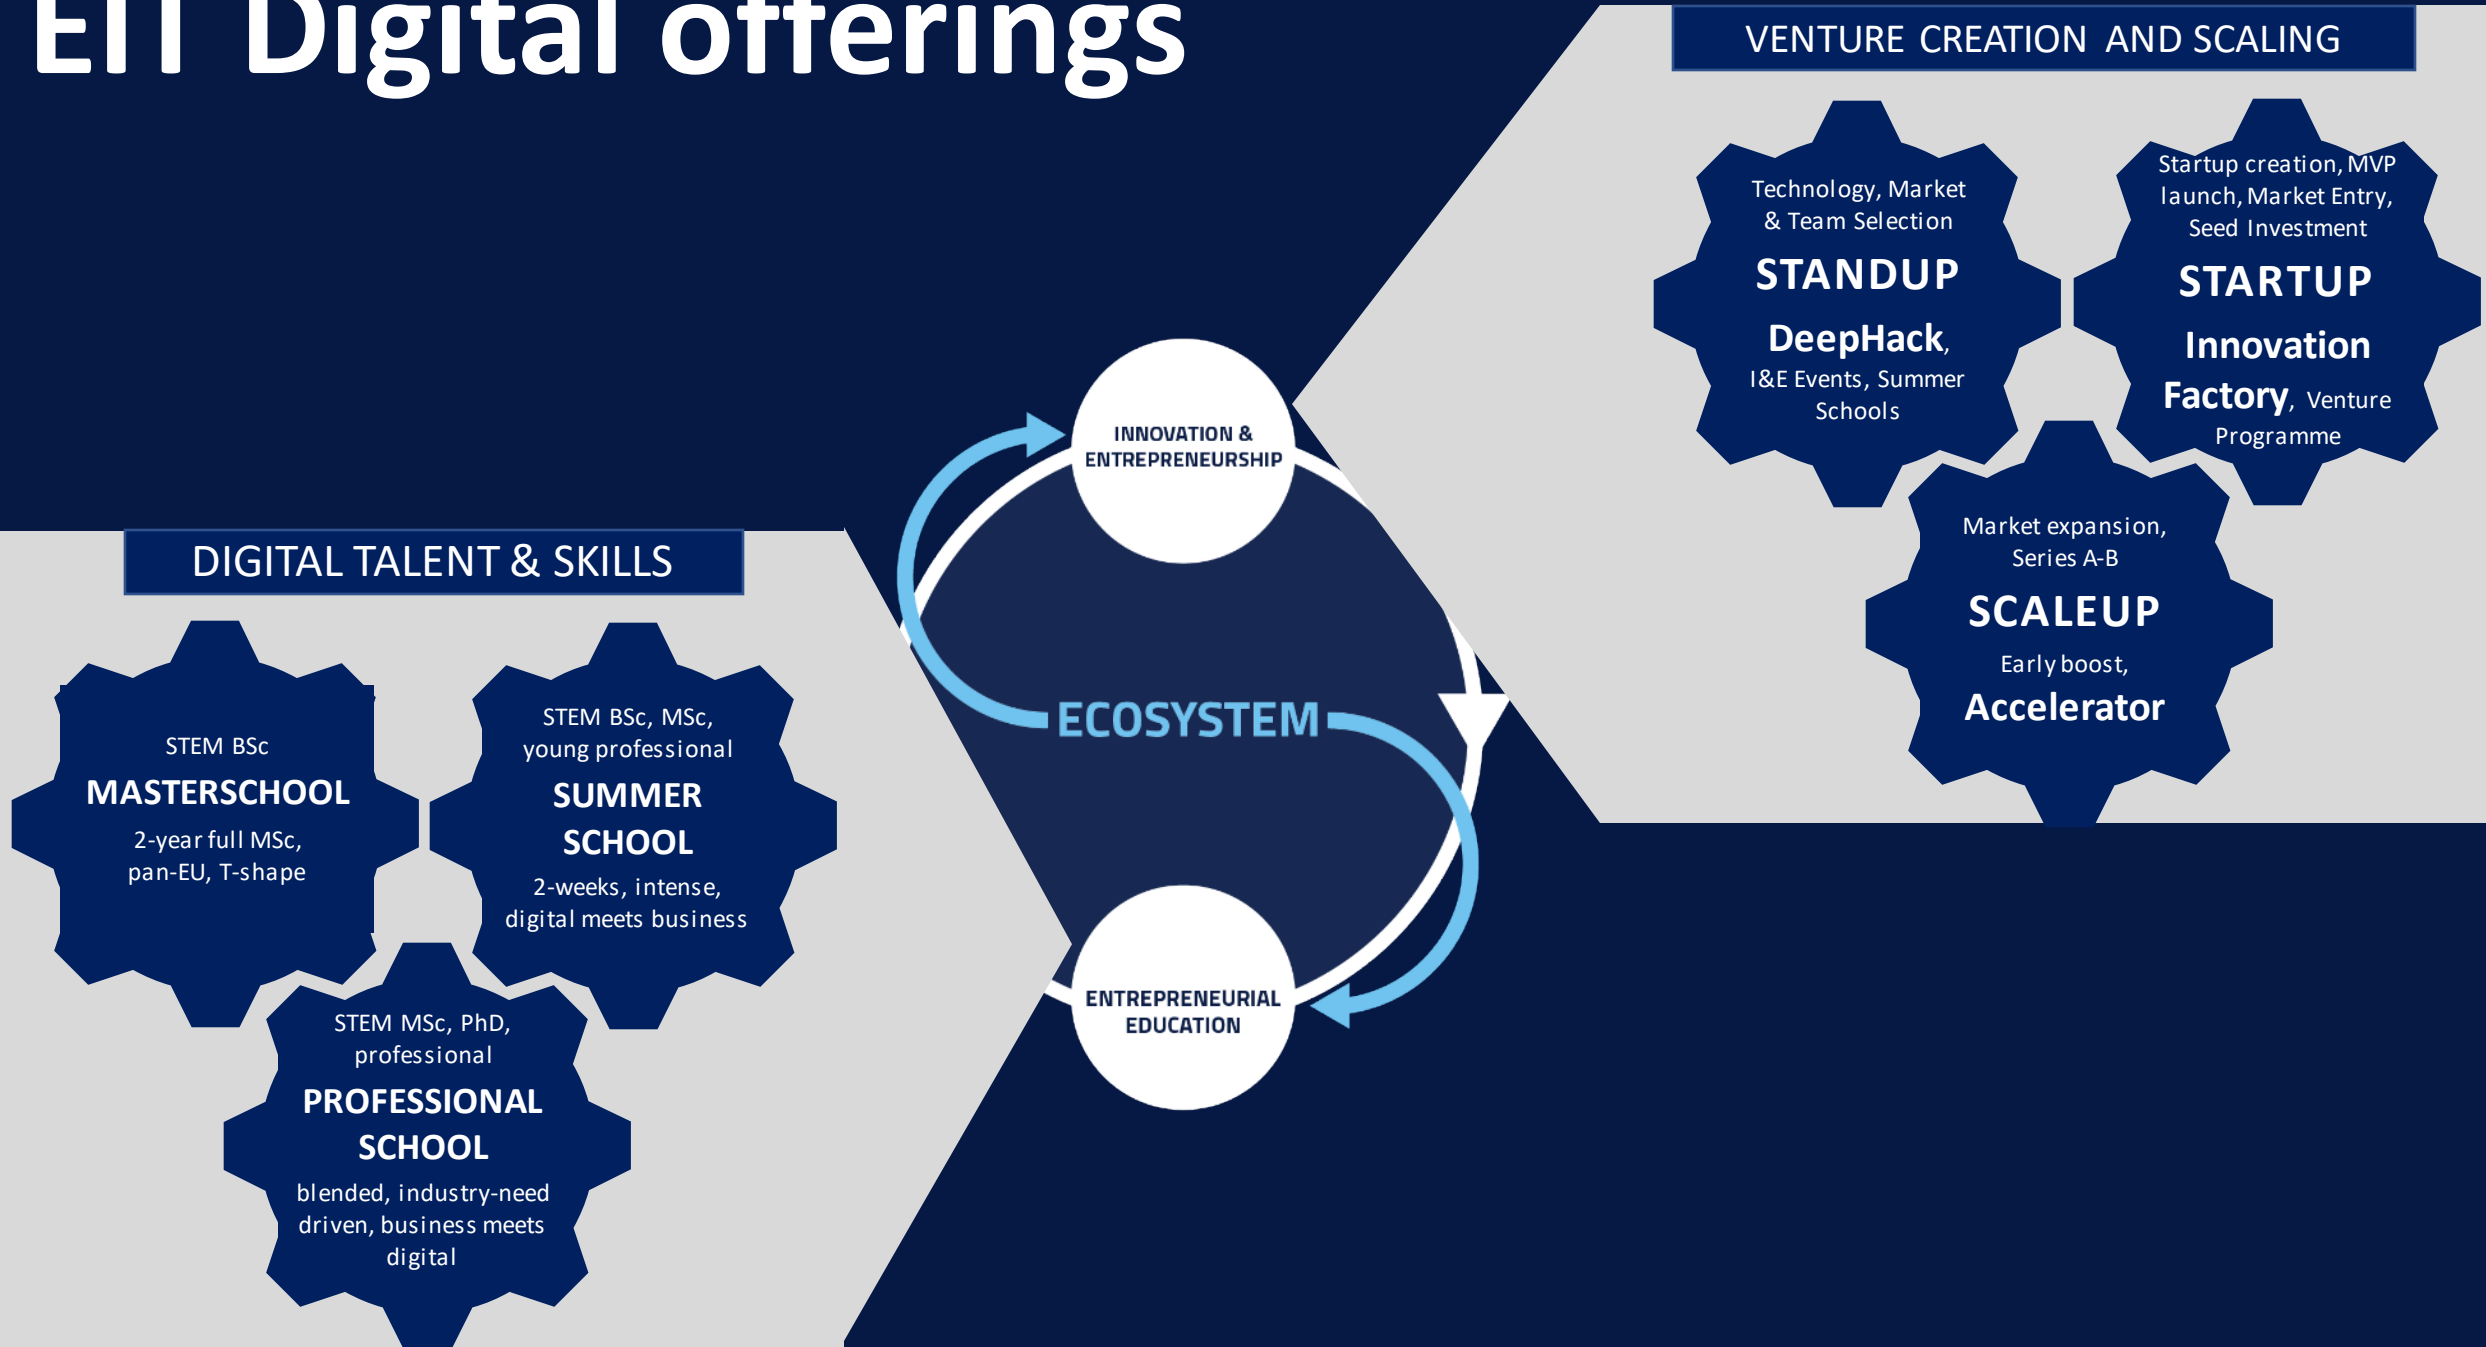 EIT Digital offerings
VENTURE CREATION AND SCALING
Technology, Market
& Team Selection
STANDUP
DeepHack,
I&E Events, Summer
Schools
Startup creation, MVP
launch, Market Entry,
Seed Investment
STARTUP
Innovation
Factory, Venture
Programme
Market expansion,
Series A-B
SCALEUP
Early boost,
Accelerator
INNOVATION &
ENTREPRENEURSHIP
ECOSYSTEM
ENTREPRENEURIAL
EDUCATION
DIGITAL TALENT & SKILLS
STEM BSc
MASTERSCHOOL
2-year full MSc,
pan-EU, T-shape
STEM BSc, MSc,
young professional
SUMMER
SCHOOL
2-weeks, intense,
digital meets business
STEM MSc, PhD,
professional
PROFESSIONAL
SCHOOL
blended, industry-need
driven, business meets
digital